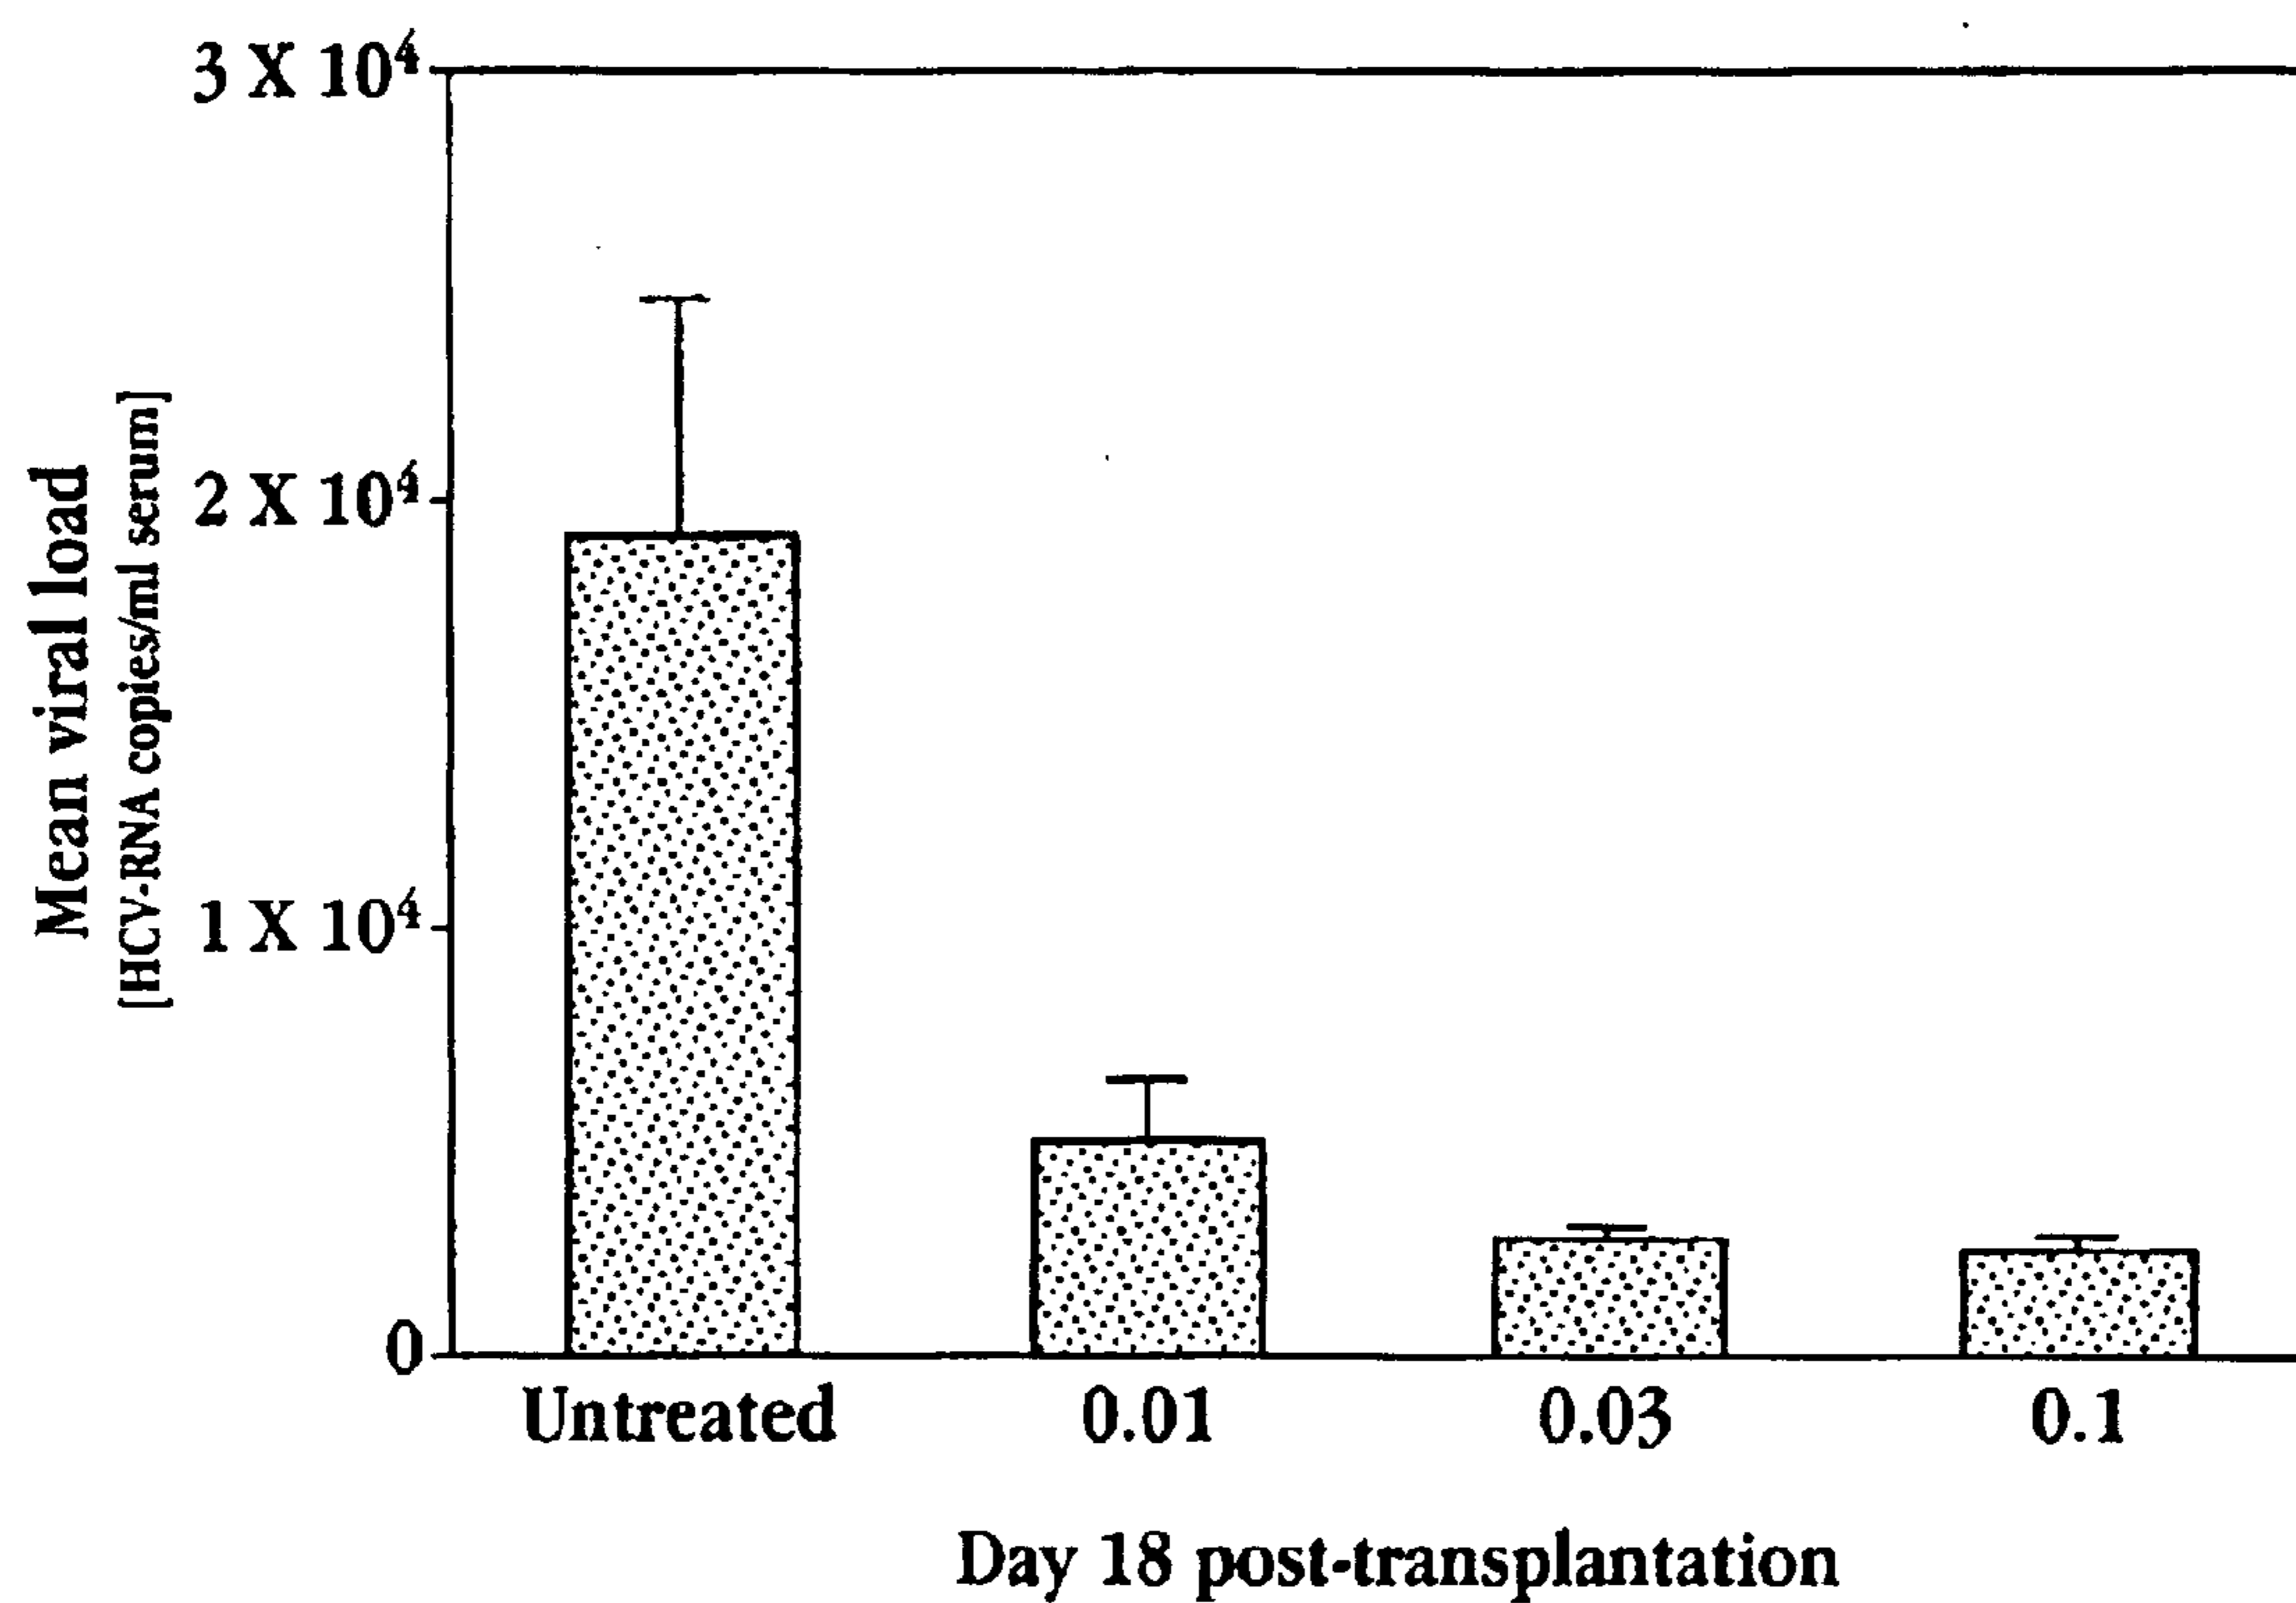 3 X 10⁴
2 X 10⁴
1 X 10⁴
0
Mean viral load
[HCV-RNA copies/ml serum]
Untreated 0.01 0.03 0.1
Day 18 post-transplantation